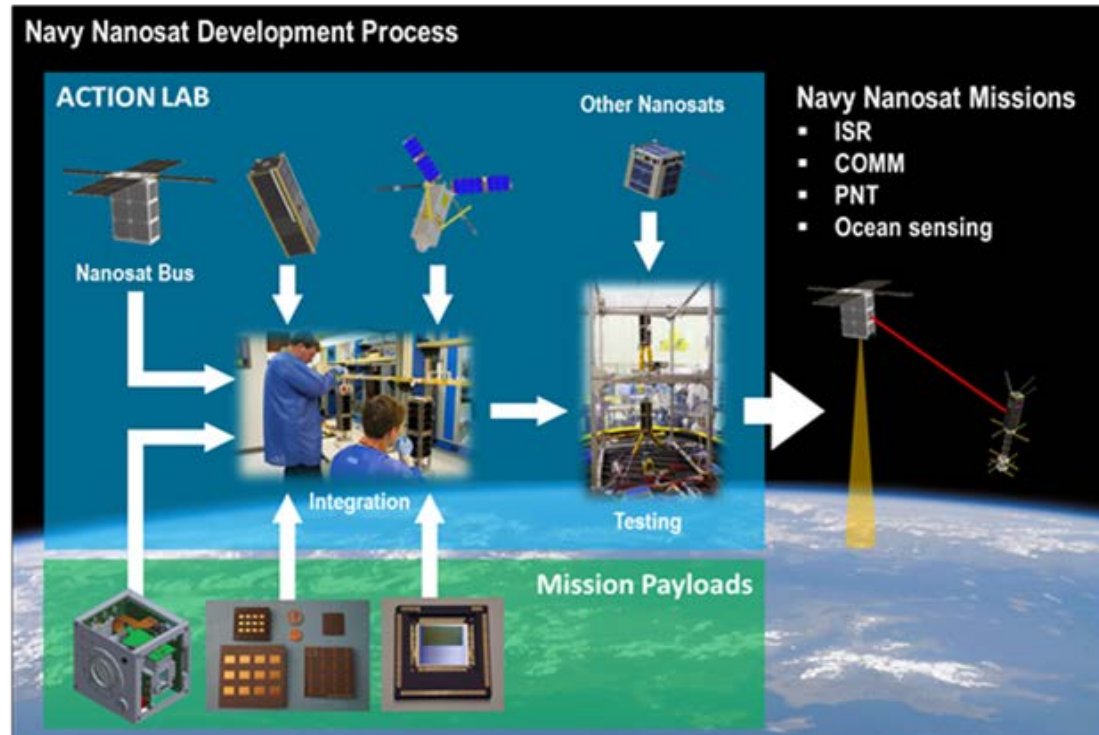 Navy Nanosat Development Process
ACTION LAB
Other Nanosats
Nanosat Bus
Integration
Testing
Mission Payloads
Navy Nanosat Missions
▪ ISR
▪ COMM
▪ PNT
▪ Ocean sensing